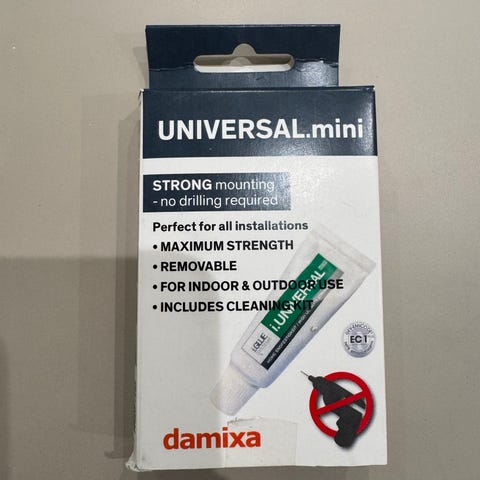 UNIVERSAL.mini
STRONG mounting
- no drilling required
Perfect for all installations
• MAXIMUM STRENGTH
• REMOVABLE
• FOR INDOOR & OUTDOOR USE
• INCLUDES CLEANING KIT
i.GLUE
i.UNIVERSAL
EC1
damixa